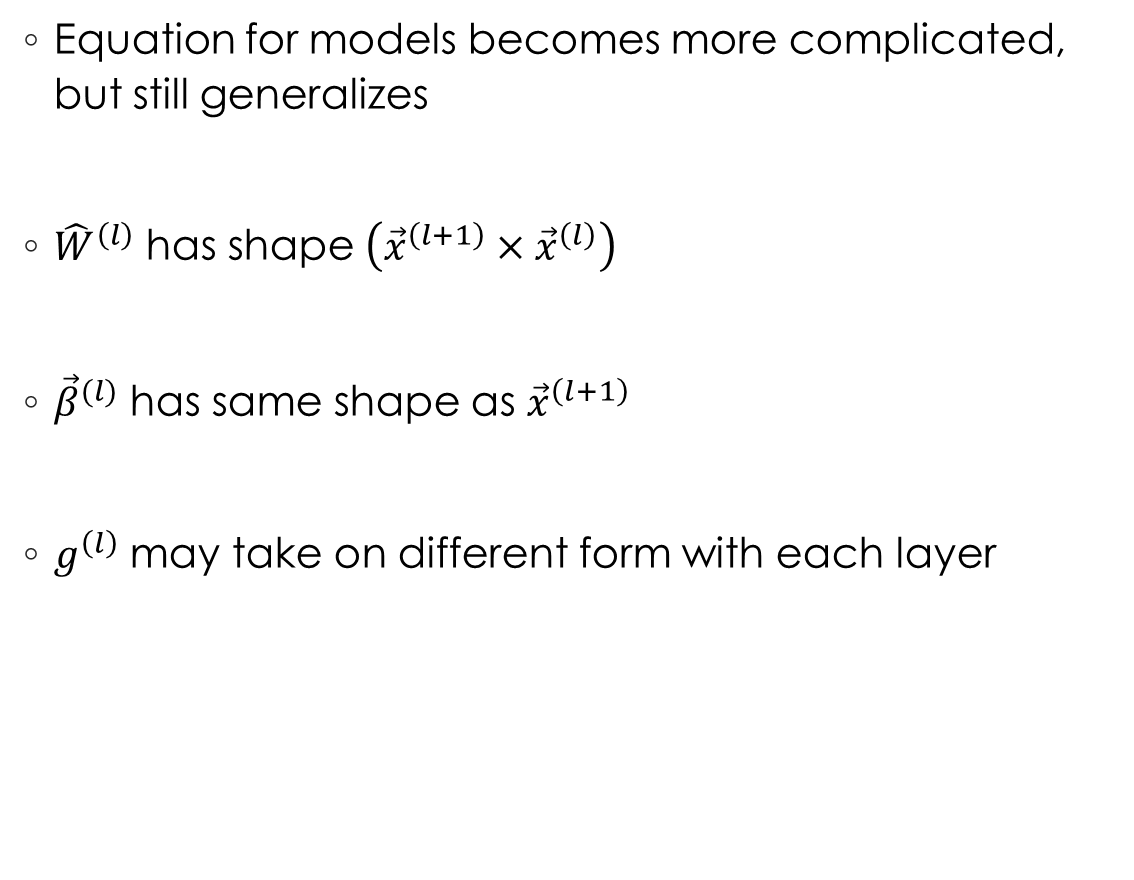 ◦ Equation for models becomes more complicated,
but still generalizes
◦ Ŵ⁽ˡ⁾ has shape (x⃗⁽ˡ⁺¹⁾ × x⃗⁽ˡ⁾)
◦ β⃗⁽ˡ⁾ has same shape as x⃗⁽ˡ⁺¹⁾
◦ g⁽ˡ⁾ may take on different form with each layer